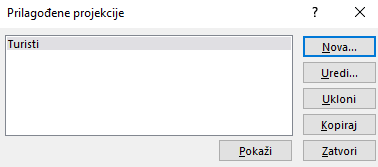 Prilagođene projekcije
Turisti
Nova...
Uredi...
Ukloni
Kopiraj
Pokaži
Zatvori